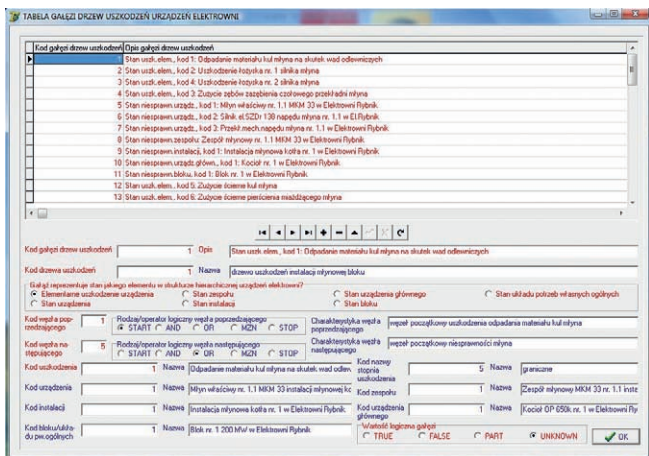 TABELA GAŁĘZI DRZEW USZKODZEŃ URZĄDZEŃ ELEKTROWNI
Kod gałęzi drzew uszkodzeń Opis gałęzi drzew uszkodzeń
1 Stan uszk.elem., kod 1: Odpadanie materiału kul młyna na skutek wad odlewniczych
2 Stan uszk.elem., kod 2: Uszkodzenie łożyska nr. 1 silnika młyna
3 Stan uszk.elem., kod 4: Uszkodzenie łożyska nr. 2 silnika młyna
4 Stan uszk.elem., kod 3: Zużycie zębów zazębienia czołowego przekładni młyna
5 Stan niesprawn.urządz., kod 1: Młyn właściwy nr. 1.1 MKM 33 w Elektrowni Rybnik
6 Stan niesprawn.urządz., kod 2: Silnik el.SZDr 138 napędu młyna nr. 1.1 w El.Rybnik
7 Stan niesprawn.urządz., kod 3: Przekł.mech.napędu młyna nr. 1.1 w Elektrowni Rybnik
8 Stan niesprawn.zespołu: Zespół młynowy nr. 1.1 MKM 33 w Elektrowni Rybnik
9 Stan niesprawn.instalacji, kod 1: Instalacja młynowa kotła nr. 1 w Elektrowni Rybnik
10 Stan niesprawn.urządz.główn., kod 1: Kocioł nr. 1 w Elektrowni Rybnik
11 Stan niesprawn.bloku, kod 1: Blok nr. 1 w Elektrowni Rybnik
12 Stan uszk.elem., kod 5: Zużycie ścierne kul młyna
13 Stan uszk.elem., kod 6: Zużycie ścierne pierścienia miażdżącego młyna
Kod gałęzi drzew uszkodzeń 1 Opis Stan uszk.elem., kod 1: Odpadanie materiału kul młyna na skutek wad odlewniczych
Kod drzewa uszkodzeń 1 Nazwa drzewo uszkodzeń instalacji młynowej bloku
Gałąź reprezentuje stan jakiego elementu w strukturze hierarchicznej urządzeń elektrowni?
Elementarne uszkodzenie urządzenia Stan zespołu Stan urządzenia głównego Stan układu potrzeb własnych ogólnych
Stan urządzenia Stan instalacji Stan bloku
Kod węzła pop-rzedzającego 1 Rodzaj/operator logiczny węzła poprzedzającego START AND OR MZN STOP Charakterystyka węzła poprzedzającego węzeł początkowy uszkodzenia odpadania materiału kul młyna
Kod węzła na-stępującego 5 Rodzaj/operator logiczny węzła następującego START AND OR MZN STOP Charakterystyka węzła następującego węzeł początkowy niesprawności młyna
Kod uszkodzenia 1 Nazwa Odpadanie materiału kul młyna na skutek wad odlew Kod nazwy stopnia uszkodzenia 5 Nazwa graniczne
Kod urządzenia 1 Nazwa Młyn właściwy nr. 1.1 MKM 33 instalacji młynowej ko Kod zespołu 1 Nazwa Zespół młynowy MKM 33 nr. 1.1 insta
Kod instalacji 1 Nazwa Instalacja młynowa kotła nr. 1 w Elektrowni Rybnik Kod urządzenia głównego 1 Nazwa Kocioł OP 650k nr. 1 w Elektrowni Ry
Kod bloku/ukła-du pw.ogólnych 1 Nazwa Blok nr. 1 200 MW w Elektrowni Rybnik
Wartość logiczna gałęzi
TRUE FALSE PART UNKNOWN OK